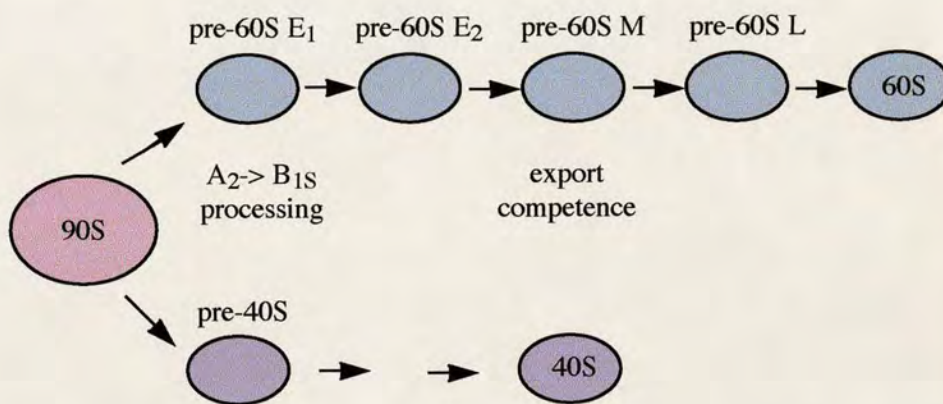 pre-60S E₁ pre-60S E₂ pre-60S M pre-60S L
60S
A₂-> B₁S export
processing competence
90S
pre-40S
40S